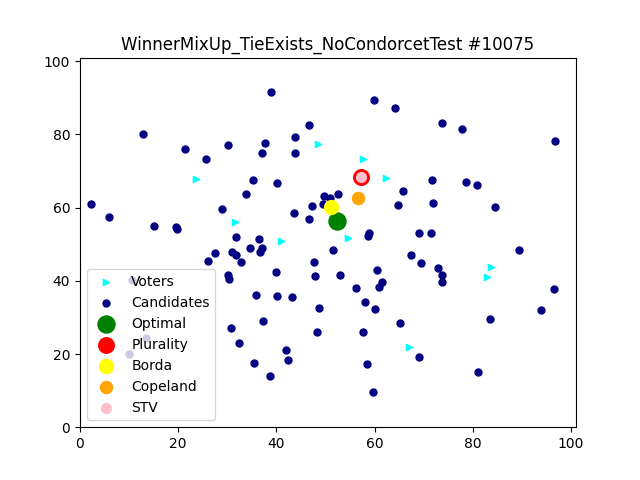 WinnerMixUp_TieExists_NoCondorcetTest #10075
100
80
60
40
20
0
0 20 40 60 80 100
Voters
Candidates
Optimal
Plurality
Borda
Copeland
STV